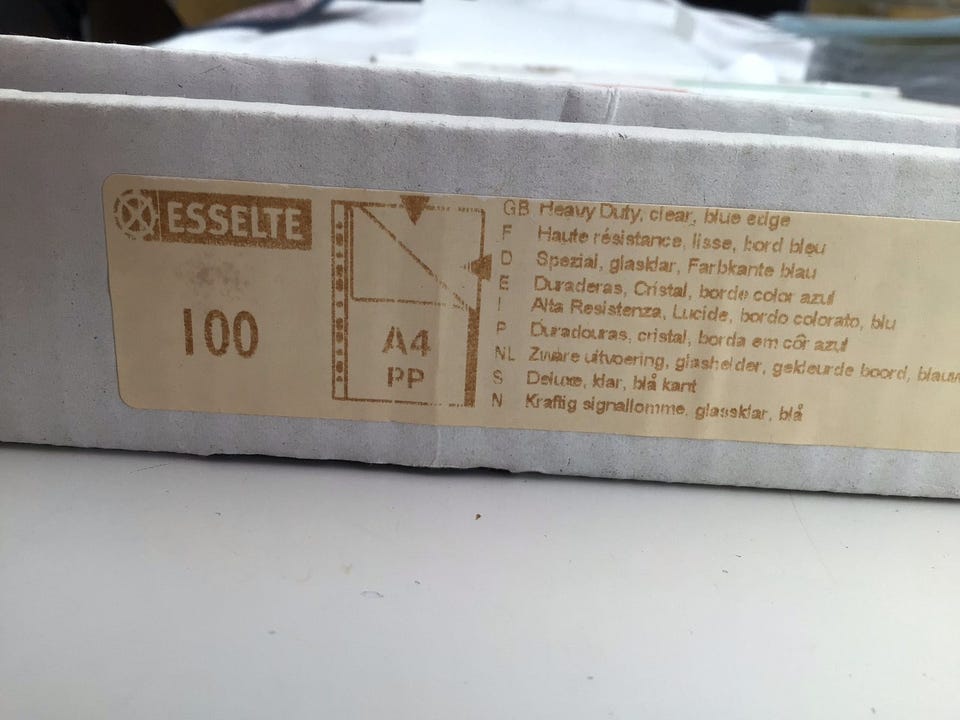 ESSELTE
100
A4
PP
GB Heavy Duty, clear, blue edge
F Haute résistance, lisse, bord bleu
D Spezial, glasklar, Farbkante blau
E Duraderas, Cristal, borde color azul
I Alta Resistenza, Lucide, bordo colorato, blu
P Duradouras, cristal, borda em côr azul
NL Zware uitvoering, glashelder, gekleurde boord, blauw
S Deluxe, klar, blå kant
N Kraftig signallomme, glassklar, blå